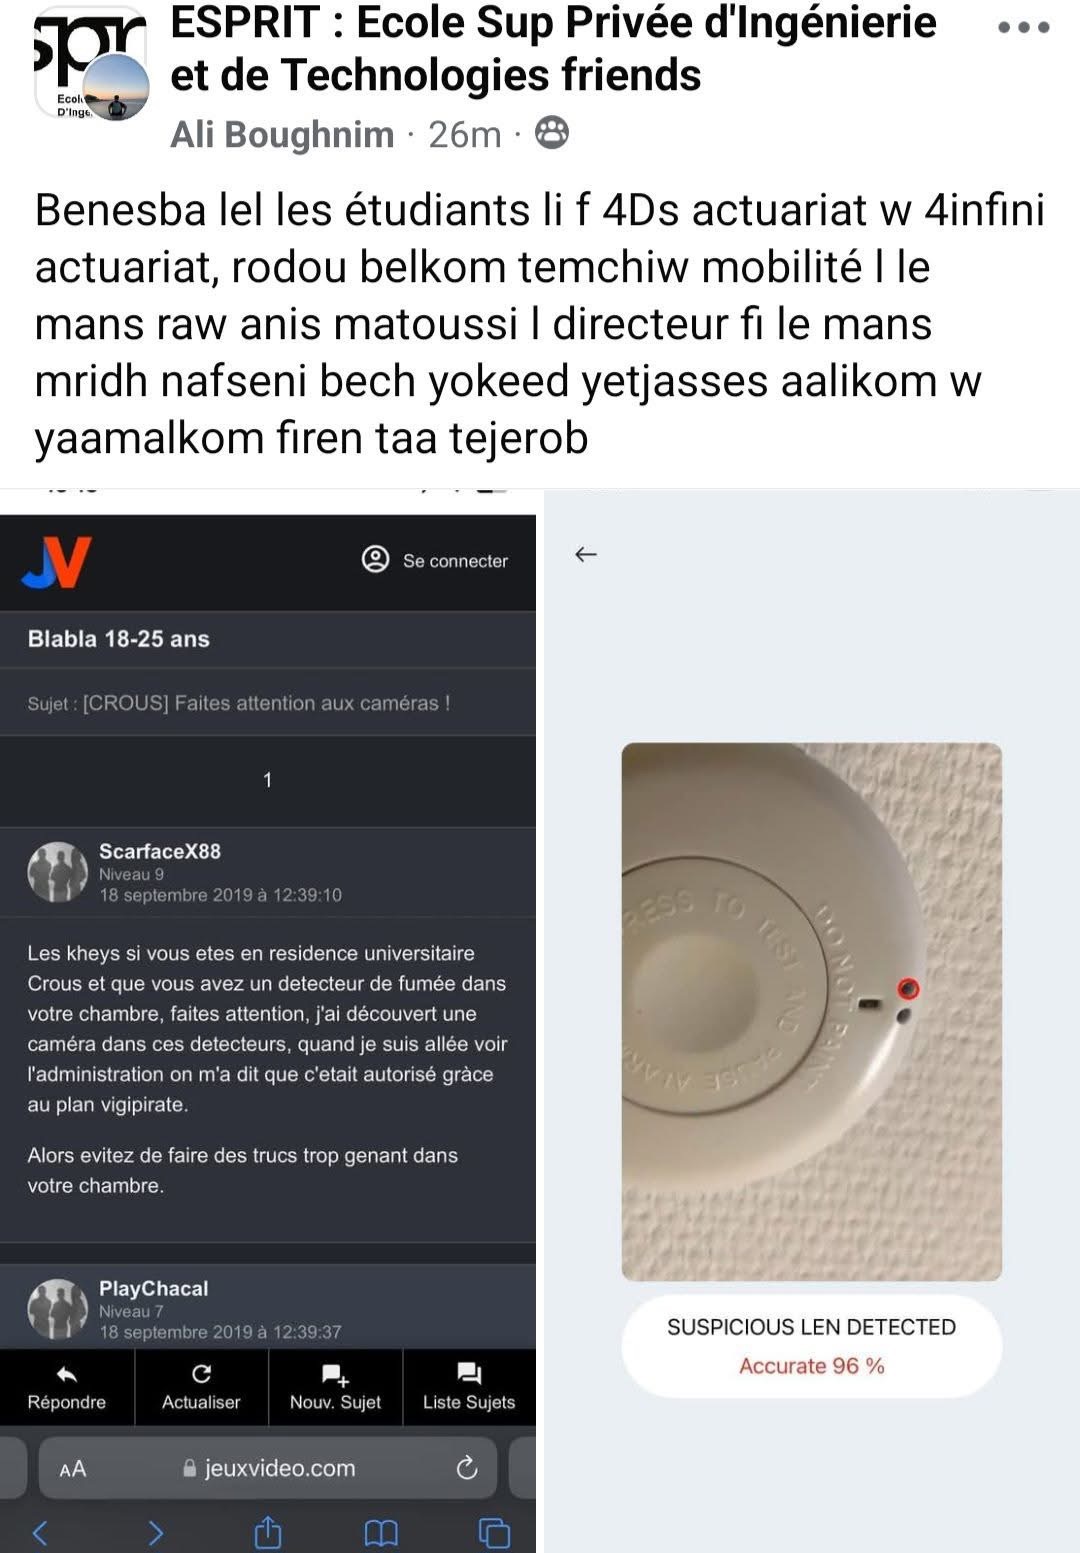 spr
Ecol
D'Inge
ESPRIT : Ecole Sup Privée d'Ingénierie
et de Technologies friends
Ali Boughnim · 26m ·
Benesba lel les étudiants li f 4Ds actuariat w 4infini
actuariat, rodou belkom temchiw mobilité l le
mans raw anis matoussi l directeur fi le mans
mridh nafseni bech yokeed yetjasses aalikom w
yaamalkom firen taa tejerob
JV
Se connecter
Blabla 18-25 ans
Sujet : [CROUS] Faites attention aux caméras !
1
ScarfaceX88
Niveau 9
18 septembre 2019 à 12:39:10
Les kheys si vous etes en residence universitaire
Crous et que vous avez un detecteur de fumée dans
votre chambre, faites attention, j'ai découvert une
caméra dans ces detecteurs, quand je suis allée voir
l'administration on m'a dit que c'etait autorisé gràce
au plan vigipirate.
Alors evitez de faire des trucs trop genant dans
votre chambre.
PlayChacal
Niveau 7
18 septembre 2019 à 12:39:37
Répondre
Actualiser
Nouv. Sujet
Liste Sujets
AA
jeuxvideo.com
RESS TO TEST AND
DO NOT PAINT
SUSPICIOUS LEN DETECTED
Accurate 96 %